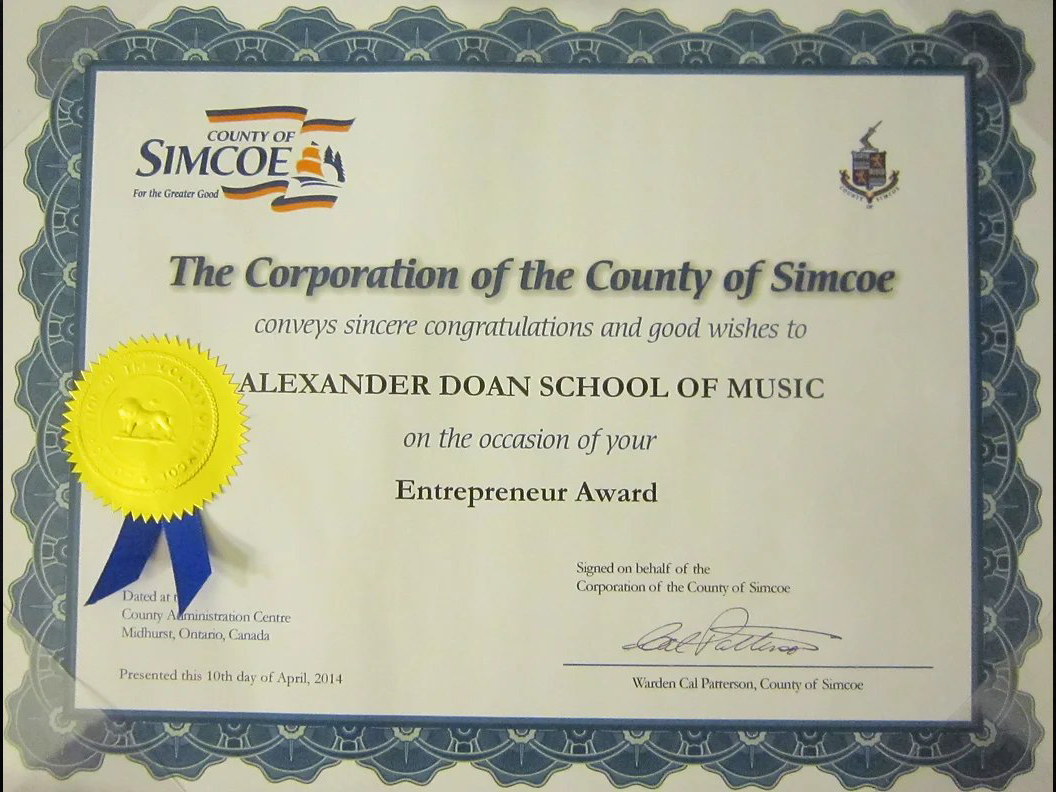 COUNTY OF
SIMCOE
For the Greater Good
COUNTY OF SIMCOE
The Corporation of the County of Simcoe
conveys sincere congratulations and good wishes to
ALEXANDER DOAN SCHOOL OF MUSIC
on the occasion of your
Entrepreneur Award
Signed on behalf of the
Corporation of the County of Simcoe
Dated at
County Administration Centre
Midhurst, Ontario, Canada
Cal Patterson
Presented this 10th day of April, 2014
Warden Cal Patterson, County of Simcoe